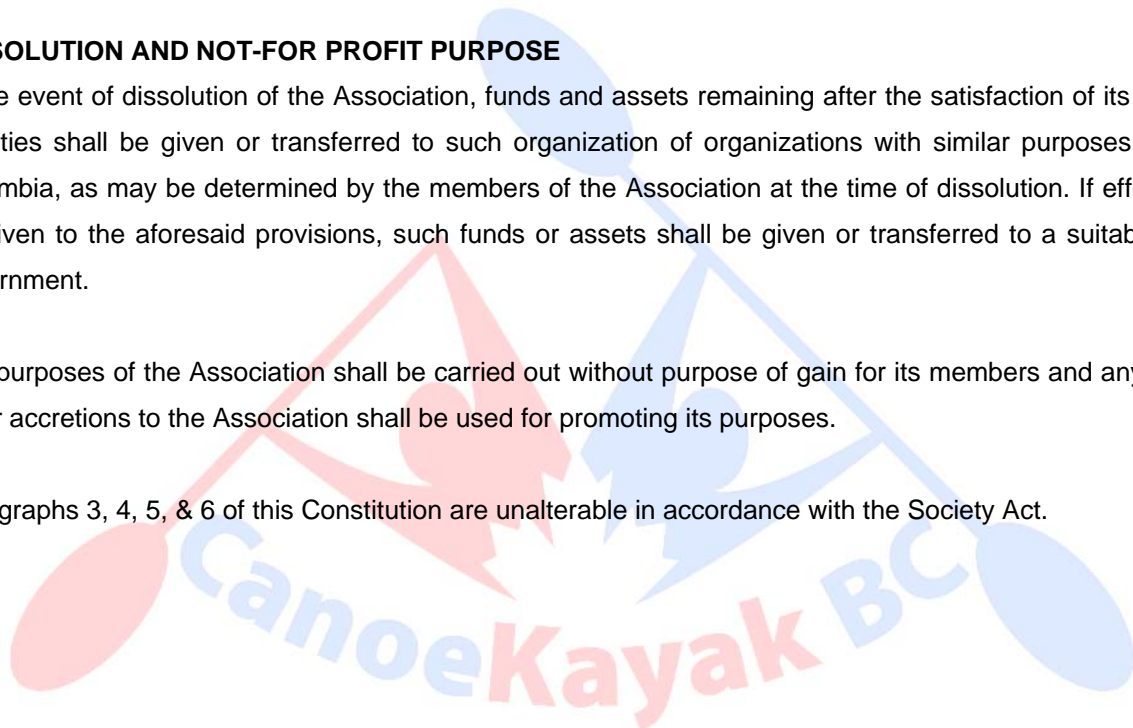 SOLUTION AND NOT-FOR PROFIT PURPOSE
e event of dissolution of the Association, funds and assets remaining after the satisfaction of its
ties shall be given or transferred to such organization of organizations with similar purposes
mbia, as may be determined by the members of the Association at the time of dissolution. If eff
iven to the aforesaid provisions, such funds or assets shall be given or transferred to a suitab
ernment.
purposes of the Association shall be carried out without purpose of gain for its members and any
r accretions to the Association shall be used for promoting its purposes.
graphs 3, 4, 5, & 6 of this Constitution are unalterable in accordance with the Society Act.
CanoeKayak BC